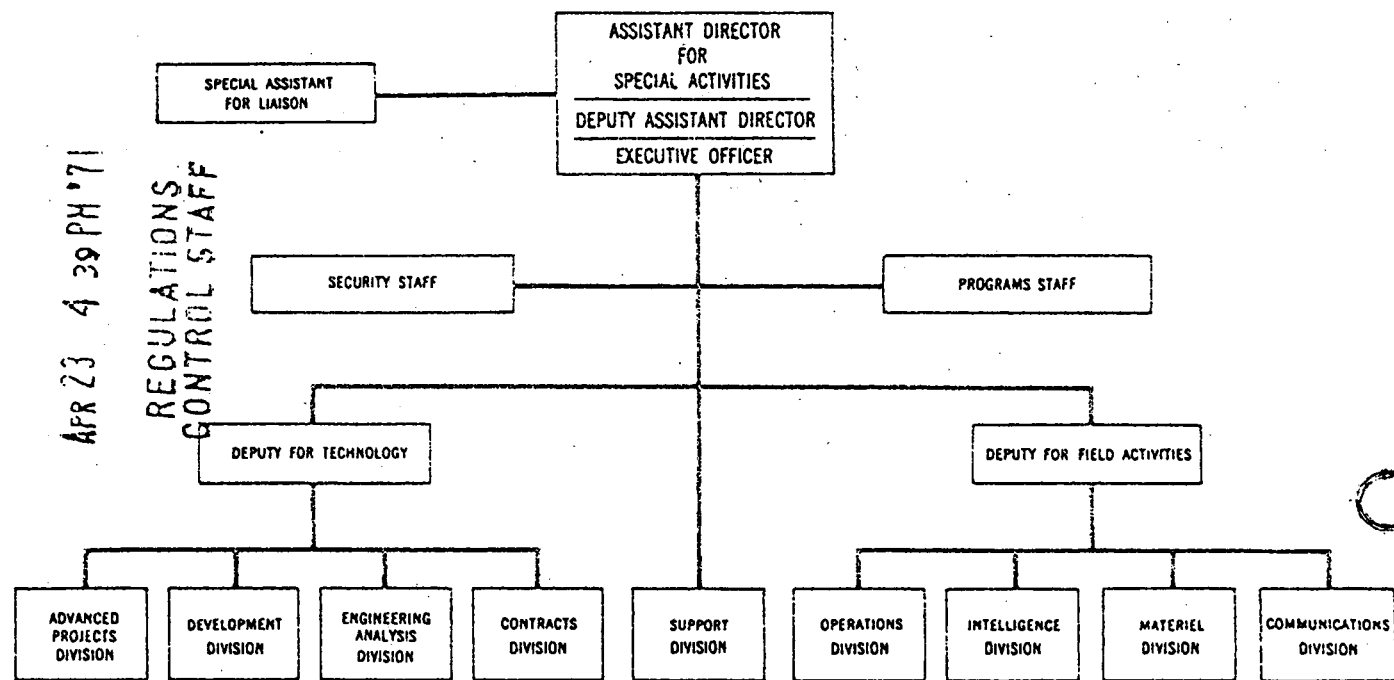 ASSISTANT DIRECTOR
FOR
SPECIAL ACTIVITIES
DEPUTY ASSISTANT DIRECTOR
EXECUTIVE OFFICER
SPECIAL ASSISTANT
FOR LIAISON
APR 23 4 39 PM '71
REGULATIONS
CONTROL STAFF
SECURITY STAFF
PROGRAMS STAFF
DEPUTY FOR TECHNOLOGY
DEPUTY FOR FIELD ACTIVITIES
ADVANCED
PROJECTS
DIVISION
DEVELOPMENT
DIVISION
ENGINEERING
ANALYSIS
DIVISION
CONTRACTS
DIVISION
SUPPORT
DIVISION
OPERATIONS
DIVISION
INTELLIGENCE
DIVISION
MATERIEL
DIVISION
COMMUNICATIONS
DIVISION